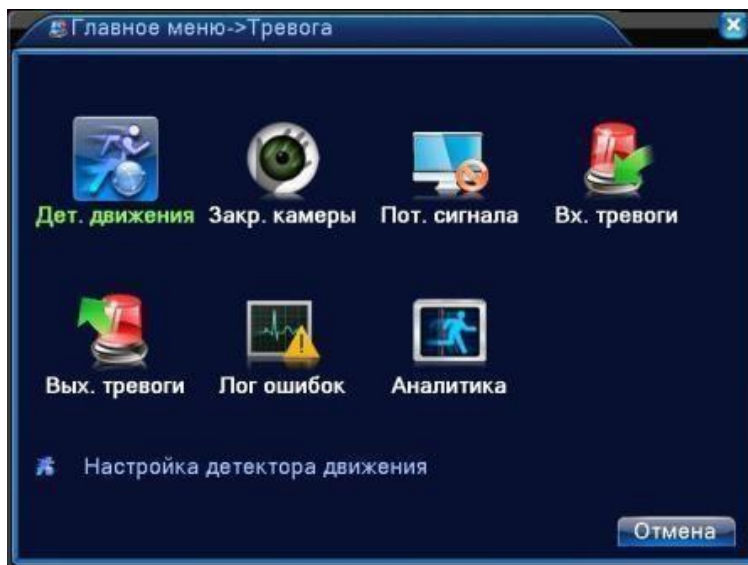 Главное меню->Тревога
Дет. движения Закр. камеры Пот. сигнала Вх. тревоги
Вых. тревоги Лог ошибок Аналитика
Настройка детектора движения
Отмена